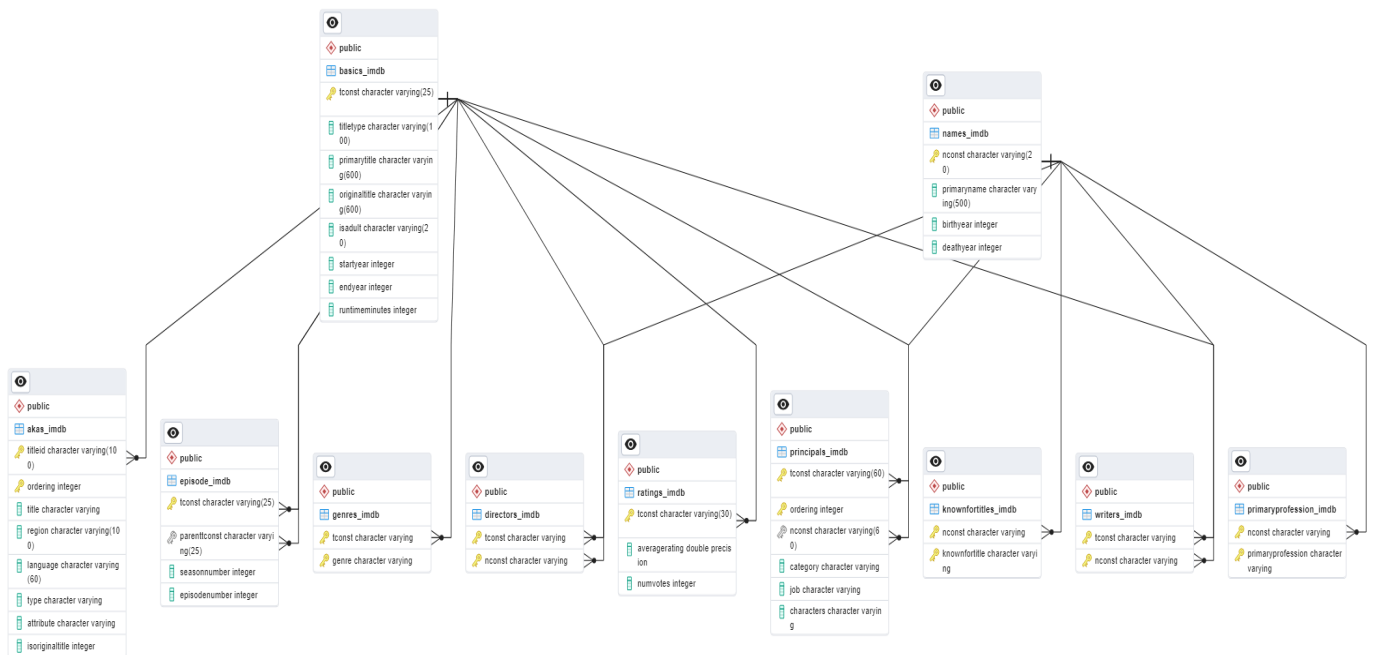 public
basics_imdb
tconst character varying(25)
titletype character varying(1
00)
primarytitle character varyin
g(600)
originaltitle character varyin
g(600)
isadult character varying(2
0)
startyear integer
endyear integer
runtimeminutes integer
public
names_imdb
nconst character varying(2
0)
primaryname character vary
ing(500)
birthyear integer
deathyear integer
public
akas_imdb
titleid character varying(10
0)
ordering integer
title character varying
region character varying(10
0)
language character varying
(60)
type character varying
attribute character varying
isoriginaltitle integer
public
episode_imdb
tconst character varying(25)
parenttconst character varyi
ng(25)
seasonnumber integer
episodenumber integer
public
genres_imdb
tconst character varying
genre character varying
public
directors_imdb
tconst character varying
nconst character varying
public
ratings_imdb
tconst character varying(30)
averagerating double precis
ion
numvotes integer
public
principals_imdb
tconst character varying(60)
ordering integer
nconst character varying(6
0)
category character varying
job character varying
characters character varyin
g
public
knownfortitles_imdb
nconst character varying
knownfortitle character varyi
ng
public
writers_imdb
tconst character varying
nconst character varying
public
primaryprofession_imdb
nconst character varying
primaryprofession character
varying